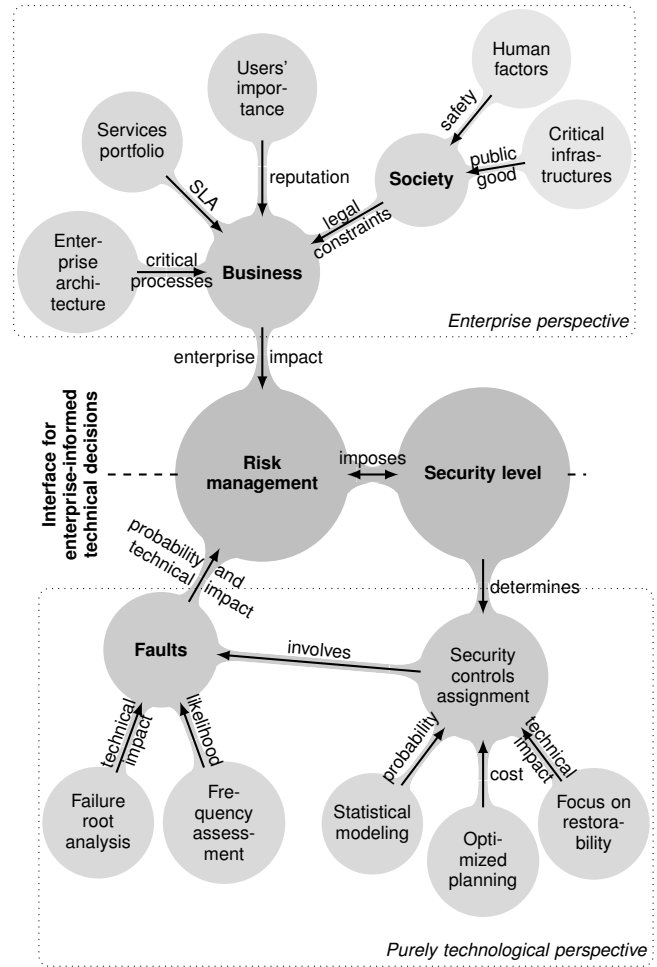 Human
factors
Users'
impor-
tance
Services
portfolio
safety
Critical
infras-
tructures
public
good
Society
SLA
reputation
legal
constraints
Enter-
prise
archi-
tecture
critical
processes
Business
Enterprise perspective
enterprise impact
Interface for
enterprise-informed
technical decisions
Risk
management
imposes
Security level
probability and
technical impact
determines
Faults
involves
Security
controls
assignment
technical
impact
likelihood
probability
cost
technical
impact
Failure
root
analysis
Fre-
quency
assess-
ment
Statistical
modeling
Opti-
mized
planning
Focus on
restora-
bility
Purely technological perspective